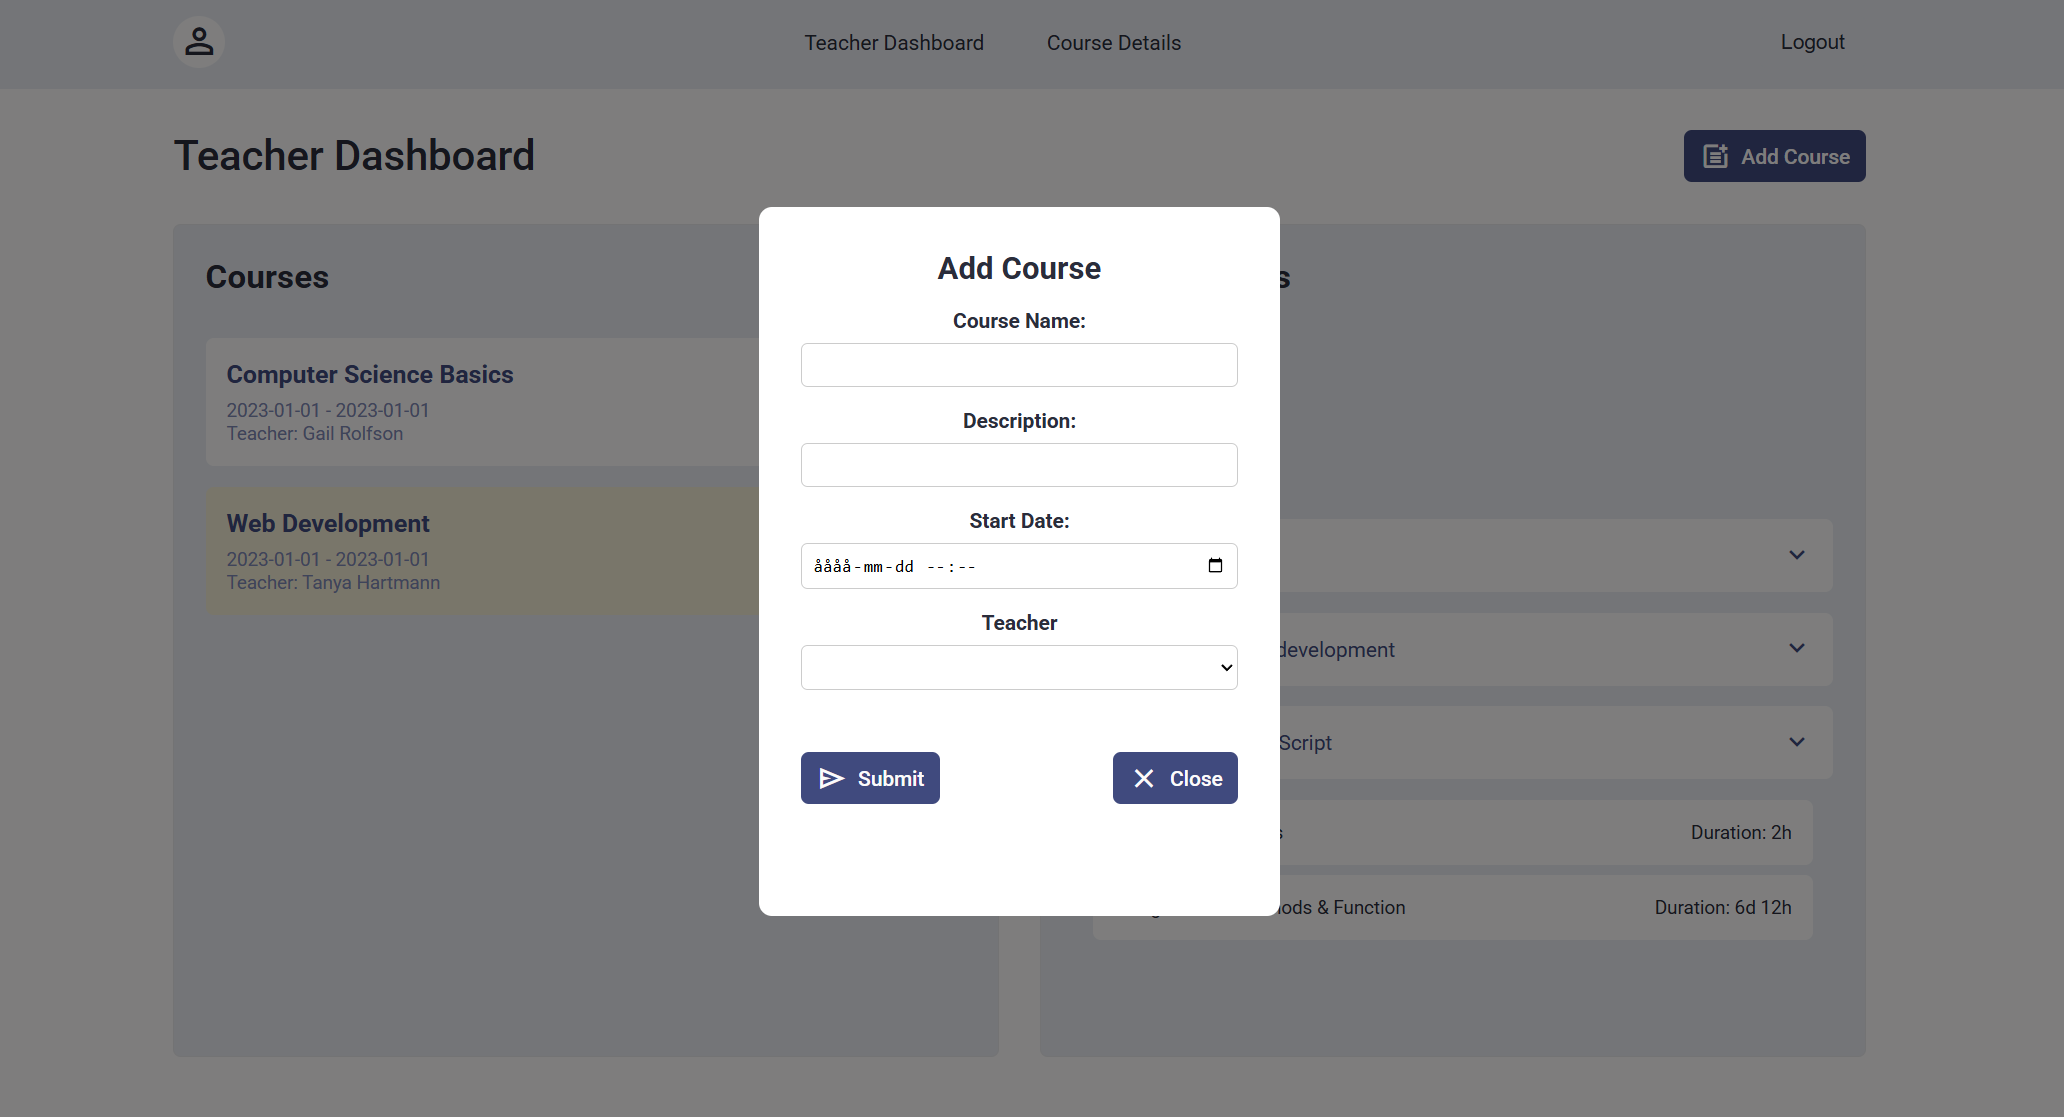 Teacher Dashboard
Course Details
Logout
Teacher Dashboard
Add Course
Courses
Computer Science Basics
2023-01-01 - 2023-01-01
Teacher: Gail Rolfson
Web Development
2023-01-01 - 2023-01-01
Teacher: Tanya Hartmann
Add Course
Course Name:
Description:
Start Date:
åååå-mm-dd --:--
Teacher
Submit
Close
development
Script
Duration: 2h
& Function
Duration: 6d 12h